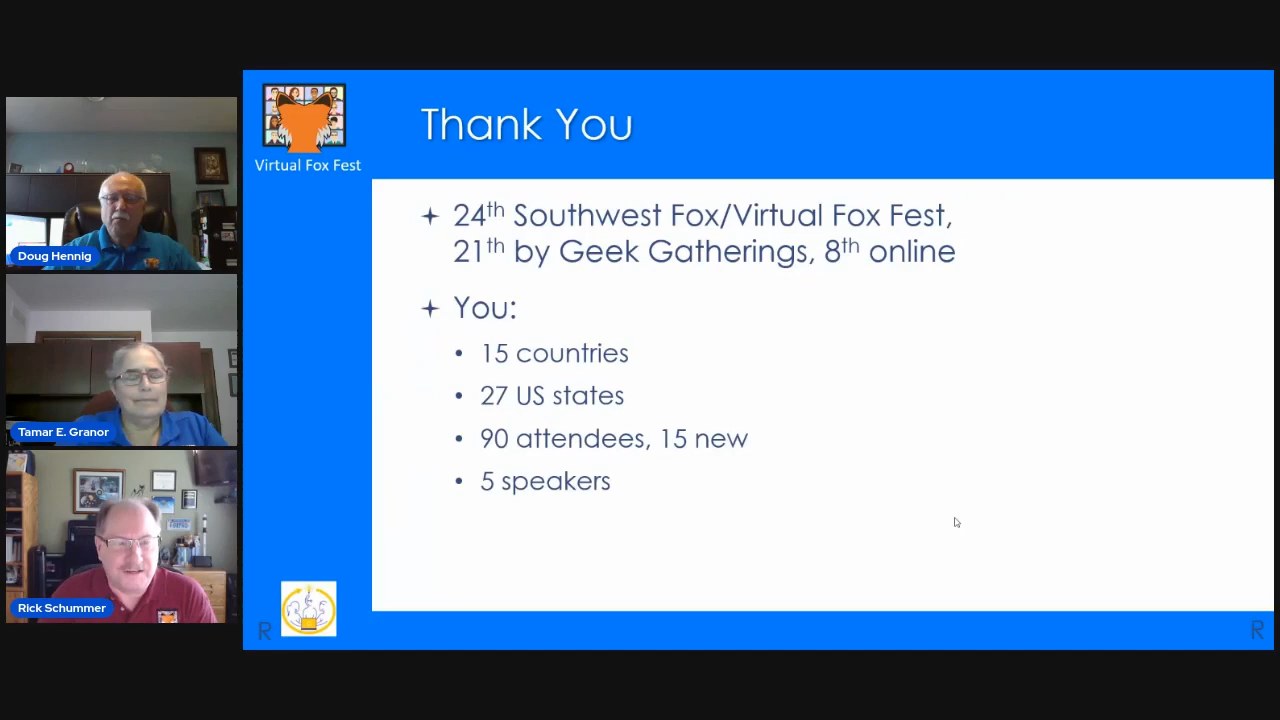 Virtual Fox Fest
Thank You
24th Southwest Fox/Virtual Fox Fest,
21th by Geek Gatherings, 8th online
You:
15 countries
27 US states
90 attendees, 15 new
5 speakers
R
R
Doug Hennig
Tamar E. Granor
Rick Schummer